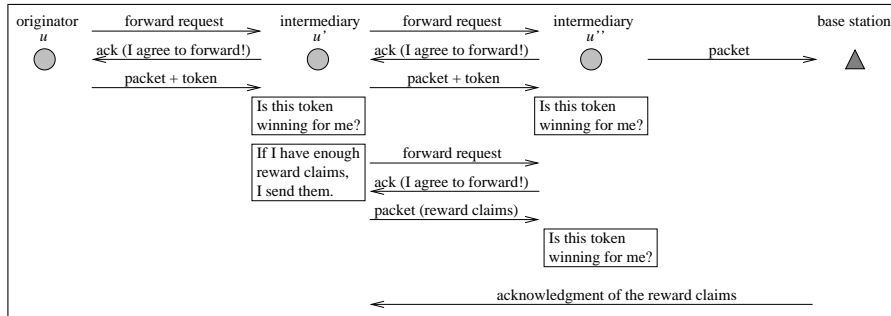 originator
u
forward request
intermediary
u'
forward request
intermediary
u''
base station
ack (I agree to forward!)
ack (I agree to forward!)
packet
packet + token
packet + token
Is this token
winning for me?
Is this token
winning for me?
If I have enough
reward claims,
I send them.
forward request
ack (I agree to forward!)
packet (reward claims)
Is this token
winning for me?
acknowledgment of the reward claims